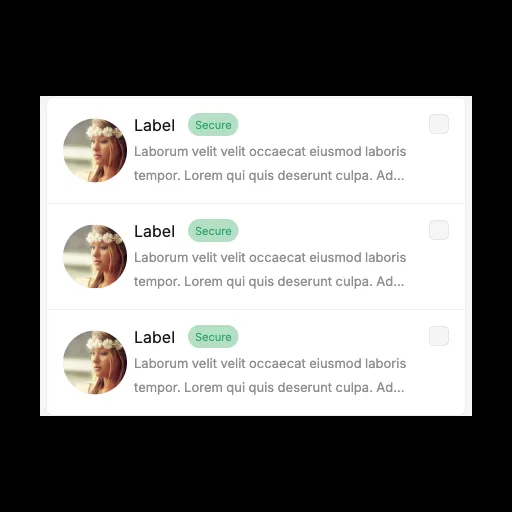 Label Secure
Laborum velit velit occaecat eiusmod laboris
tempor. Lorem qui quis deserunt culpa. Ad...
Label Secure
Laborum velit velit occaecat eiusmod laboris
tempor. Lorem qui quis deserunt culpa. Ad...
Label Secure
Laborum velit velit occaecat eiusmod laboris
tempor. Lorem qui quis deserunt culpa. Ad...